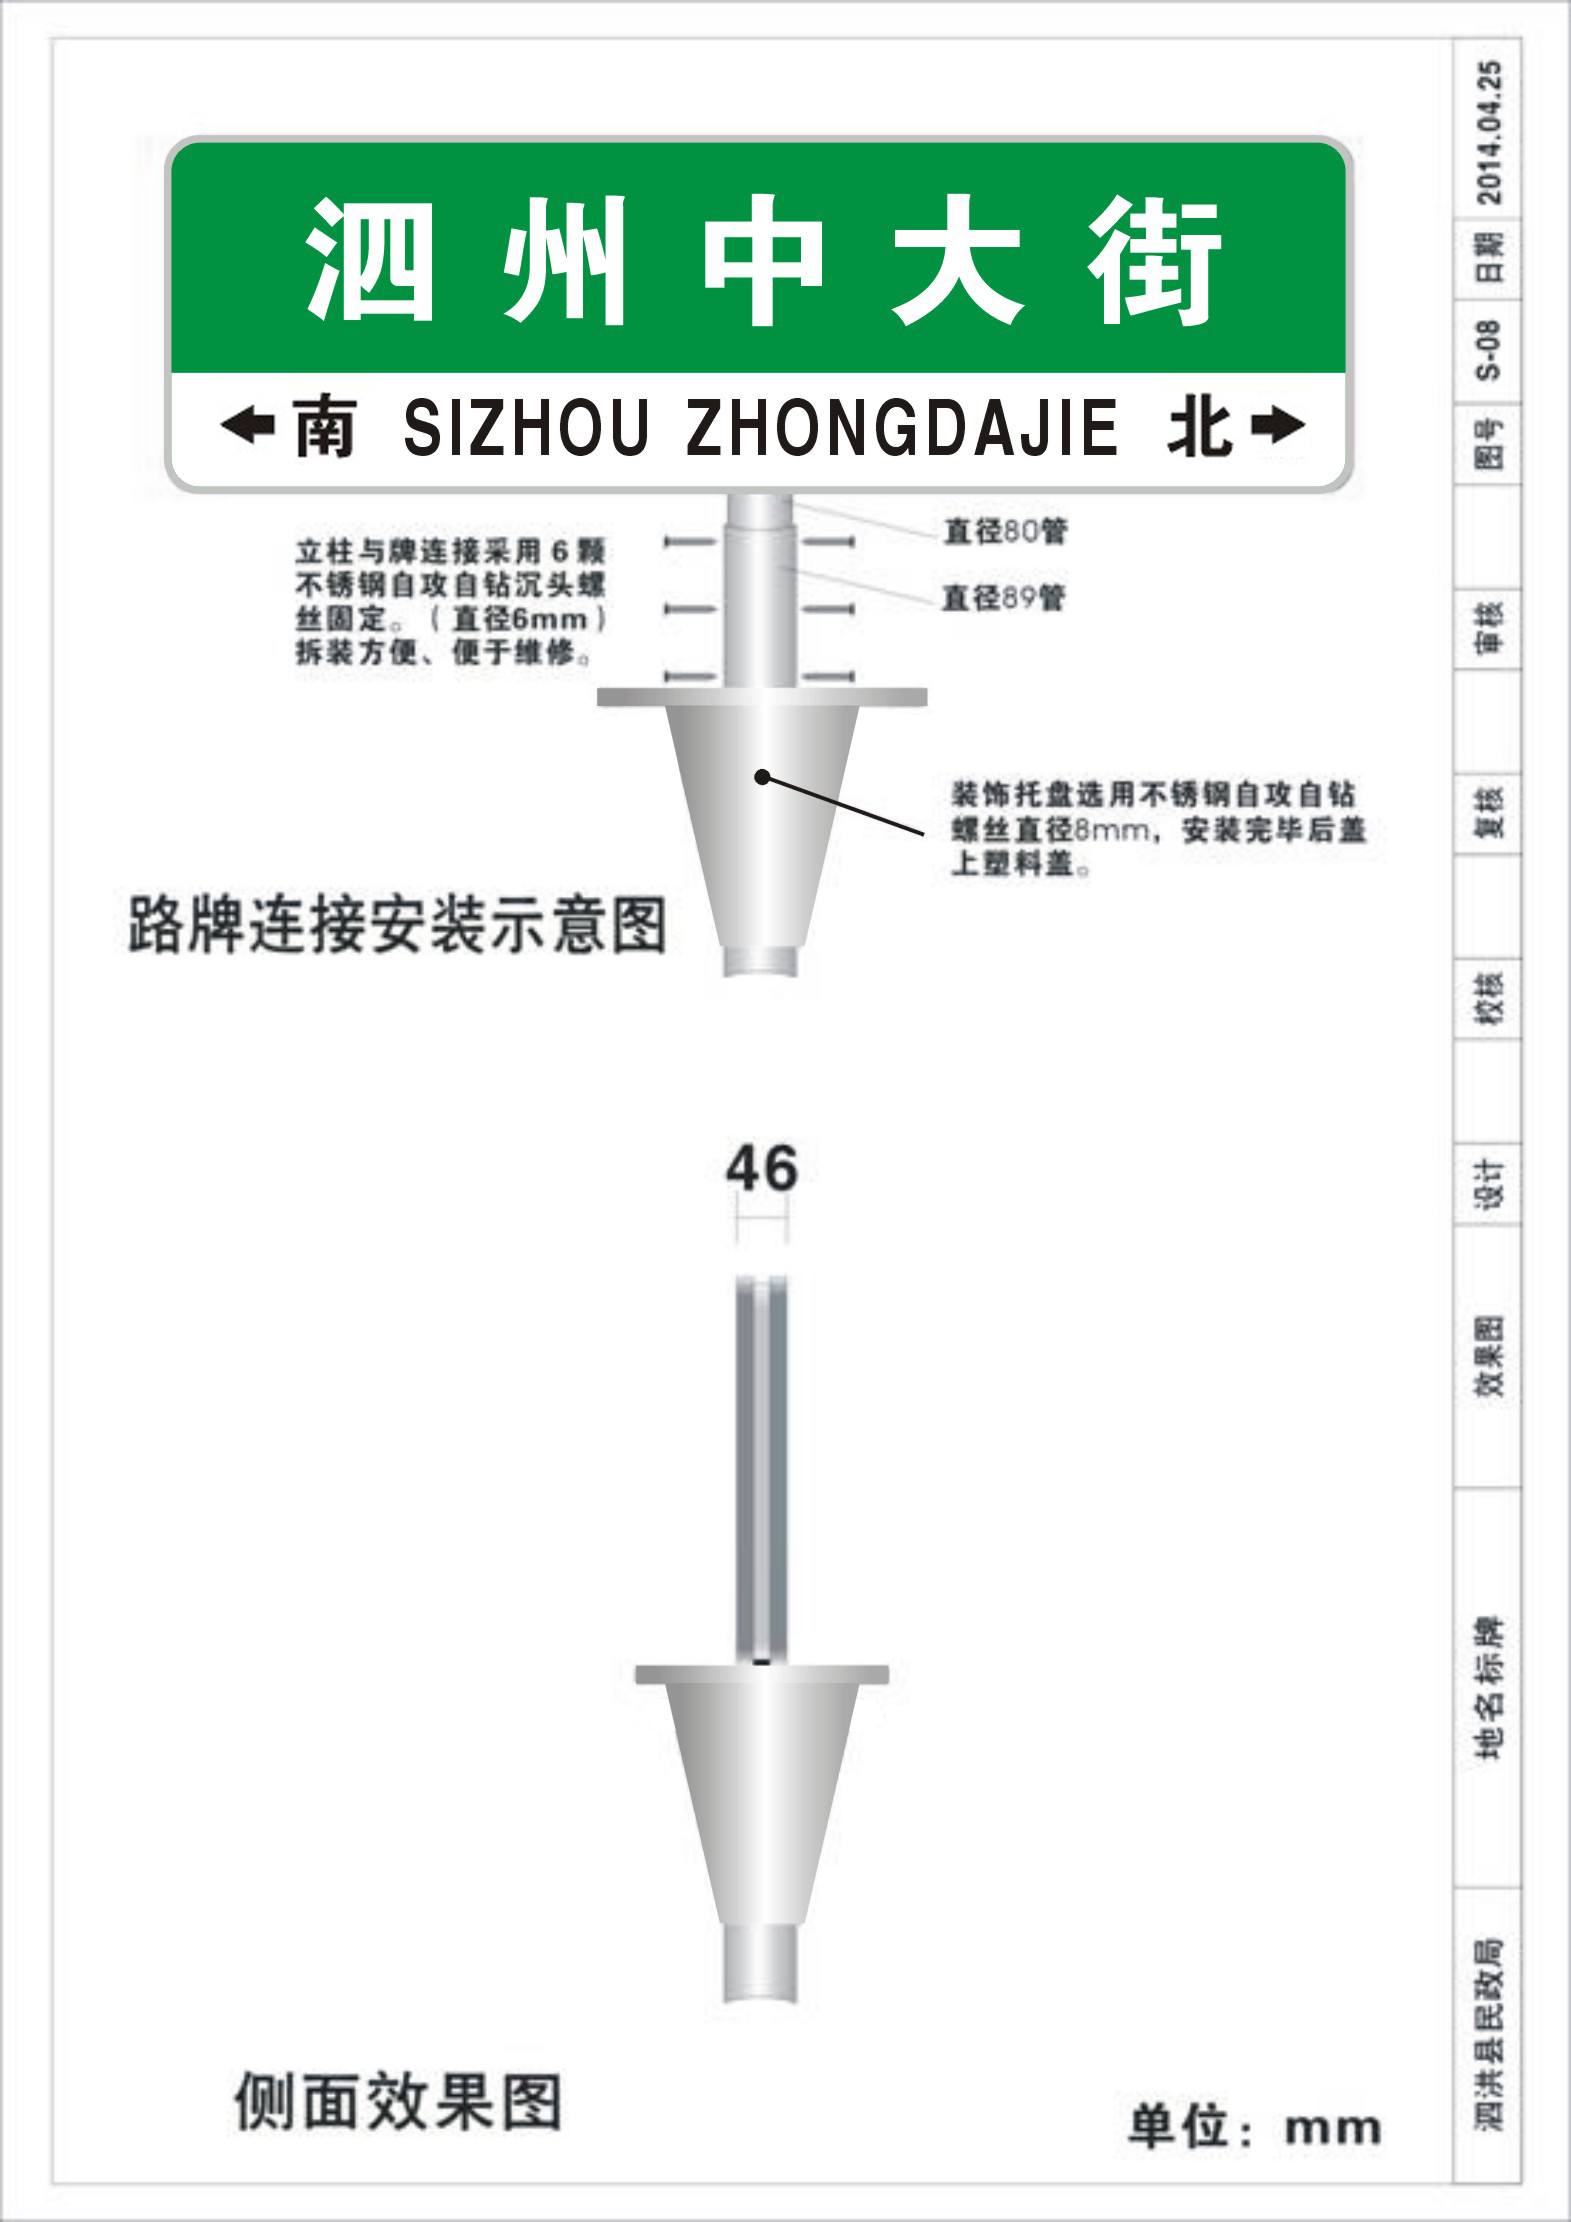 泗州中大街
南 SIZHOU ZHONGDAJIE 北
立柱与牌连接采用6颗
不锈钢自攻自钻沉头螺
丝固定。（直径6mm）
拆装方便、便于维修。
直径80管
直径89管
装饰托盘选用不锈钢自攻自钻
螺丝直径8mm，安装完毕后盖
上塑料盖。
路牌连接安装示意图
46
侧面效果图
单位：mm
泗洪县民政局
地名标牌
效果图
设计
校核
复核
审核
图号
S-08
日期
2014.04.25